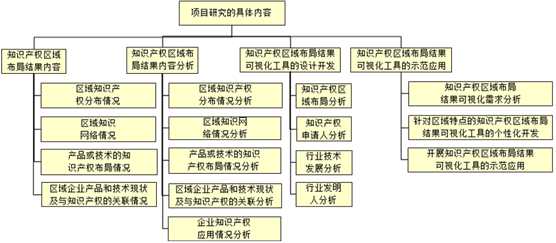 项目研究的具体内容
知识产权区域
布局结果内容
知识产权区域布
局结果内容分析
知识产权区域布局结果
可视化工具的设计开发
知识产权区域布局结果
可视化工具的示范应用
区域知识产
权分布情况
区域知识
网络情况
产品或技术的知
识产权布局情况
区域企业产品和技术现状
及与知识产权的关联情况
区域知识产权
分布情况分析
区域知识网
络情况分析
产品或技术的知识
产权布局情况分析
区域企业产品和技术现状
及与知识产权的关联分析
企业知识产权
应用情况分析
知识产权区
域布局分析
知识产权
申请人分析
行业技术
发展分析
行业发明
人分析
知识产权区域布局
结果可视化需求分析
针对区域特点的知识产权区域布局
结果可视化工具的个性化开发
开展知识产权区域布局结果
可视化工具的示范应用